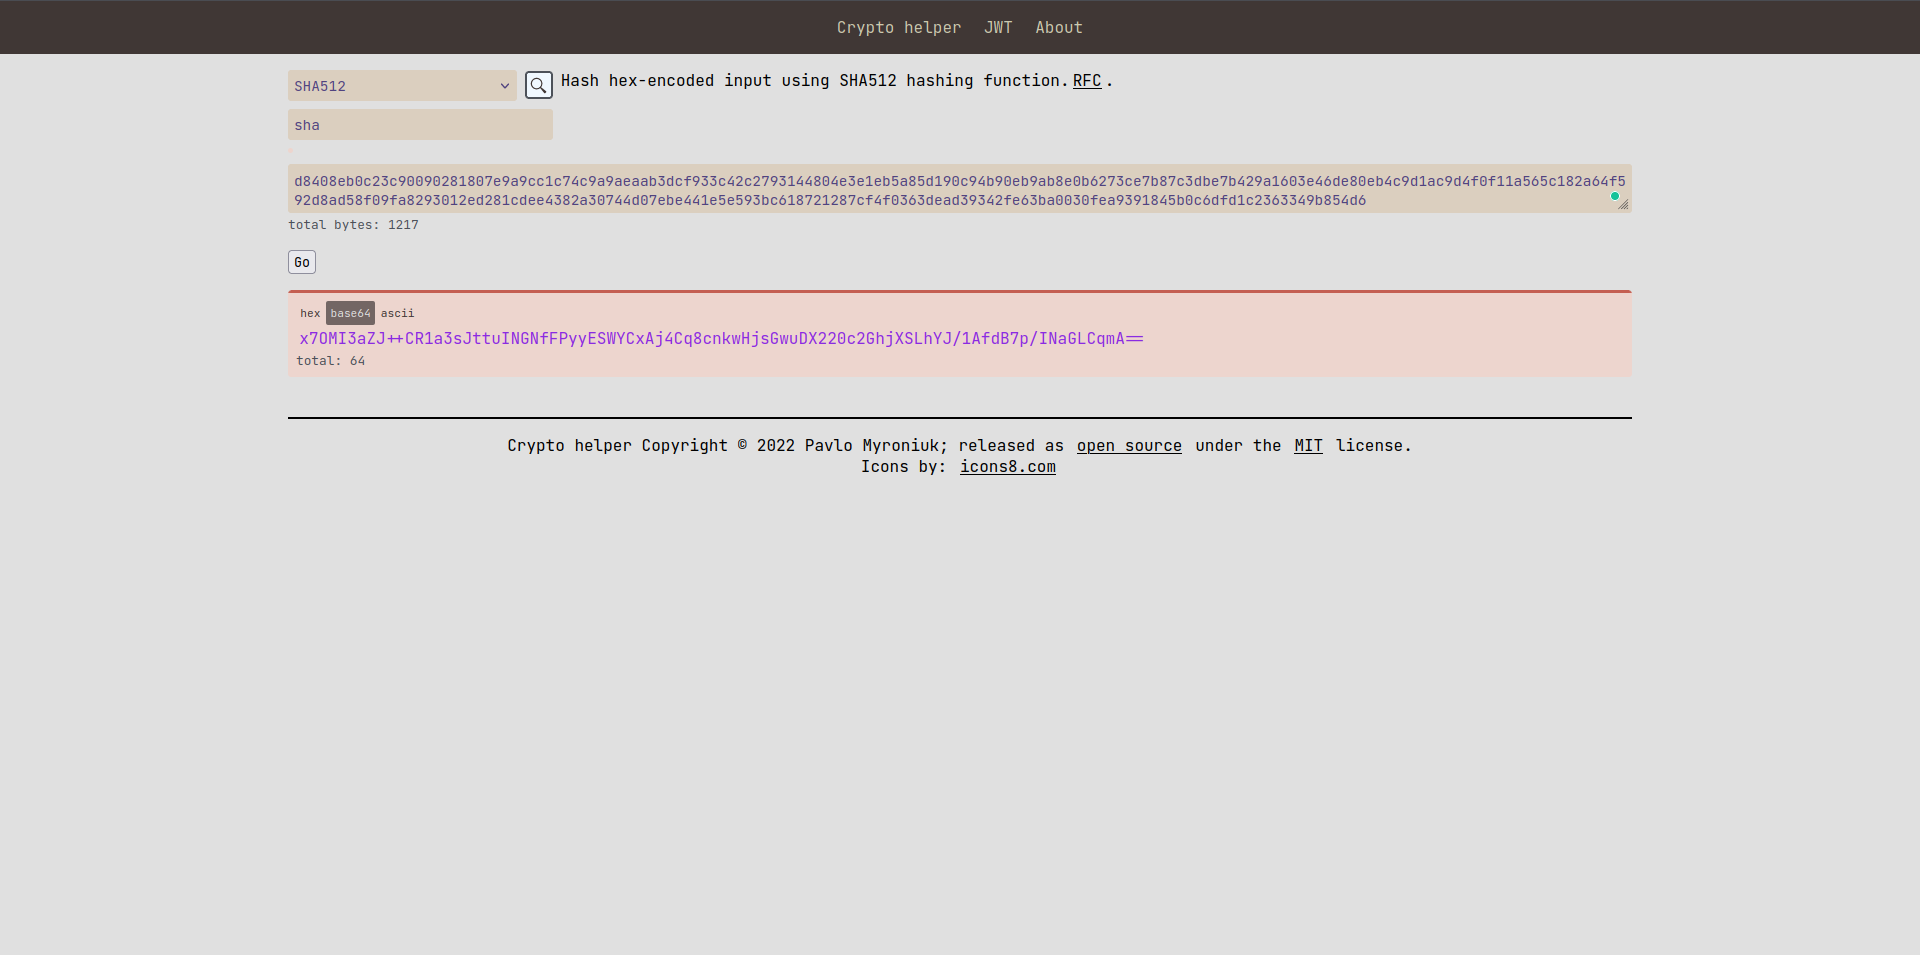 Crypto helper JWT About
SHA512 Hash hex-encoded input using SHA512 hashing function. RFC.
sha
d8408eb0c23c90090281807e9a9cc1c74c9a9aeaab3dcf933c42c2793144804e3e1eb5a85d190c94b90eb9ab8e0b6273ce7b87c3dbe7b429a1603e46de80eb4c9d1ac9d4f0f11a565c182a64f5
92d8ad58f09fa8293012ed281cdee4382a30744d07ebe441e5e593bc618721287cf4f0363dead39342fe63ba0030fea9391845b0c6dfd1c2363349b854d6
total bytes: 1217
Go
hex base64 ascii
x7OMI3aZJ++CR1a3sJttuINGNfFPyyESWYCxAj4Cq8cnkwHjsGwuDX220c2GhjXSLhYJ/1AfdB7p/INaGLCqmA==
total: 64
Crypto helper Copyright © 2022 Pavlo Myroniuk; released as open source under the MIT license.
Icons by: icons8.com